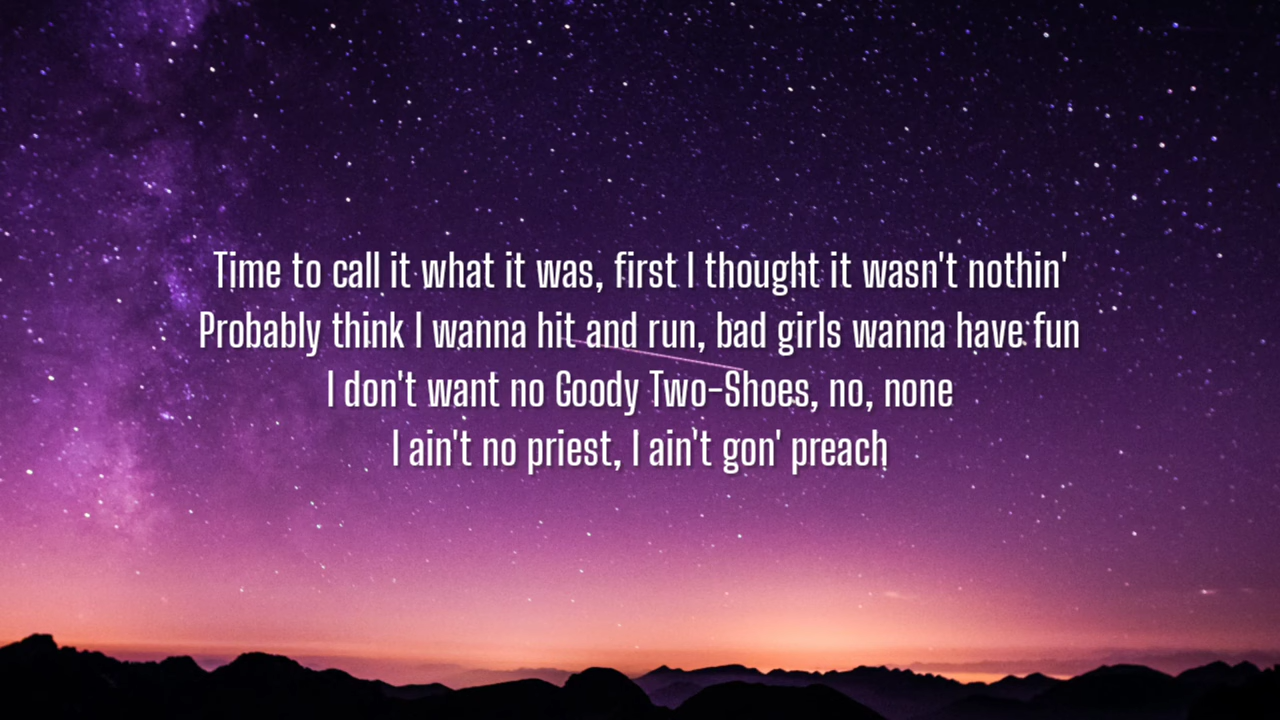 Time to call it what it was, first I thought it wasn't nothin'
Probably think I wanna hit and run, bad girls wanna have fun
I don't want no Goody Two-Shoes, no, none
I ain't no priest, I ain't gon' preach